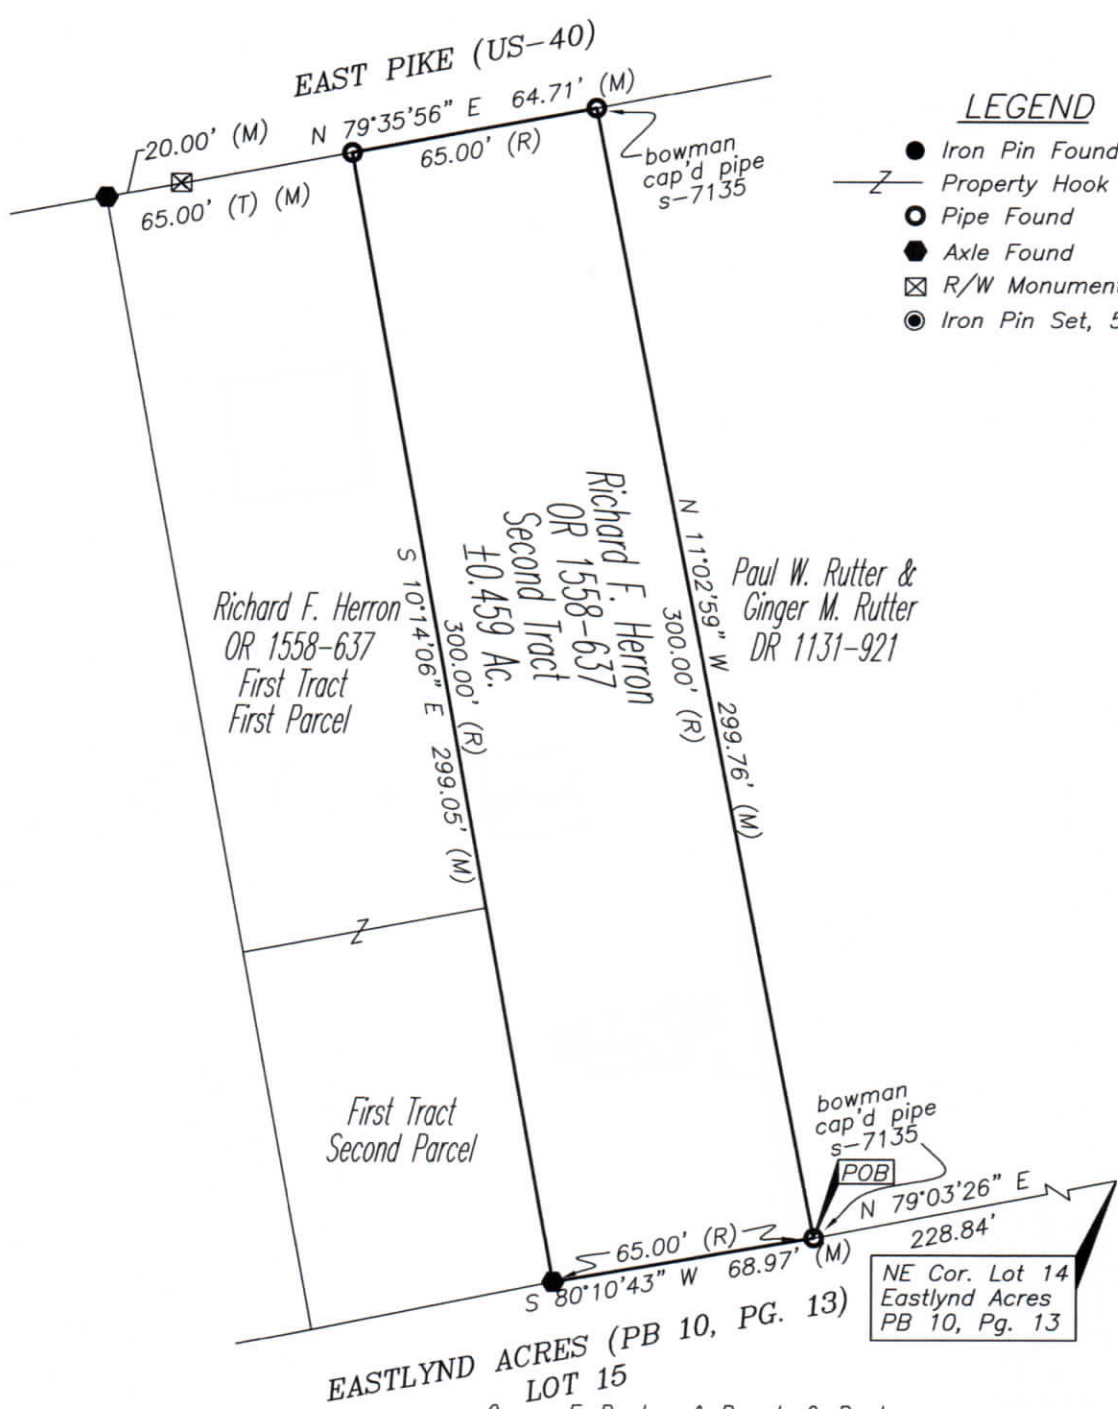 EAST PIKE (US-40)
20.00' (M)
N 79°35'56" E 64.71' (M)
65.00' (R)
65.00' (T) (M)
bowman
cap'd pipe
s-7135
LEGEND
Iron Pin Found
Z Property Hook
Pipe Found
Axle Found
R/W Monument
Iron Pin Set, 5
Richard F. Herron
OR 1558-637
First Tract
First Parcel
S 10°14'06" E 299.05' (M)
300.00' (R)
Richard F. Herron
OR 1558-637
Second Tract
±0.459 Ac.
N 11°02'59" W 299.76' (M)
300.00' (R)
Paul W. Rutter &
Ginger M. Rutter
DR 1131-921
Z
First Tract
Second Parcel
bowman
cap'd pipe
s-7135
POB
N 79°03'26" E
228.84'
65.00' (R)
S 80°10'43" W 68.97' (M)
NE Cor. Lot 14
Eastlynd Acres
PB 10, Pg. 13
EASTLYND ACRES (PB 10, PG. 13)
LOT 15